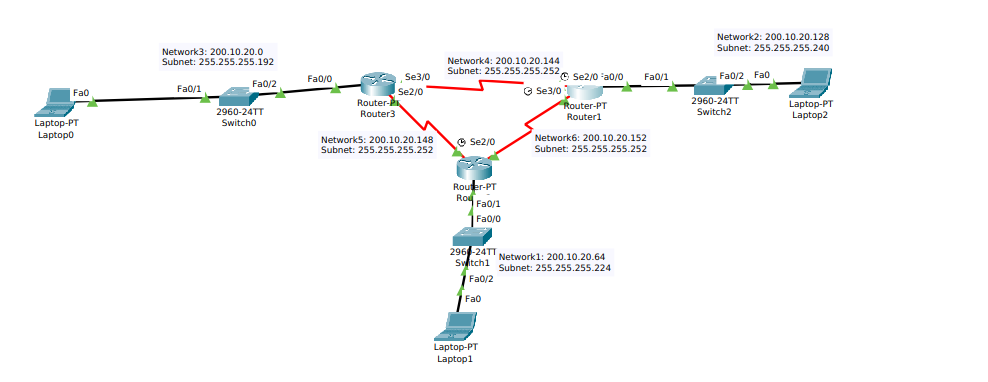 Network2: 200.10.20.128
Subnet: 255.255.255.240
Network3: 200.10.20.0
Subnet: 255.255.255.192
Network4: 200.10.20.144
Subnet: 255.255.255.252
Fa0
Fa0/1
Fa0/2
Fa0/0
Se3/0
Se2/0
Se2/0
Fa0/1
Fa0/2
Fa0
Se3/0
Laptop-PT
Laptop0
2960-24TT
Switch0
Router3
Router-PT
Router1
2960-24TT
Switch2
Laptop-PT
Laptop2
Network5: 200.10.20.148
Subnet: 255.255.255.252
Se2/0
Network6: 200.10.20.152
Subnet: 255.255.255.252
Router-PT
Fa0/1
Fa0/0
2960-24TT
Switch1
Network1: 200.10.20.64
Subnet: 255.255.255.224
Fa0/2
Fa0
Laptop-PT
Laptop1